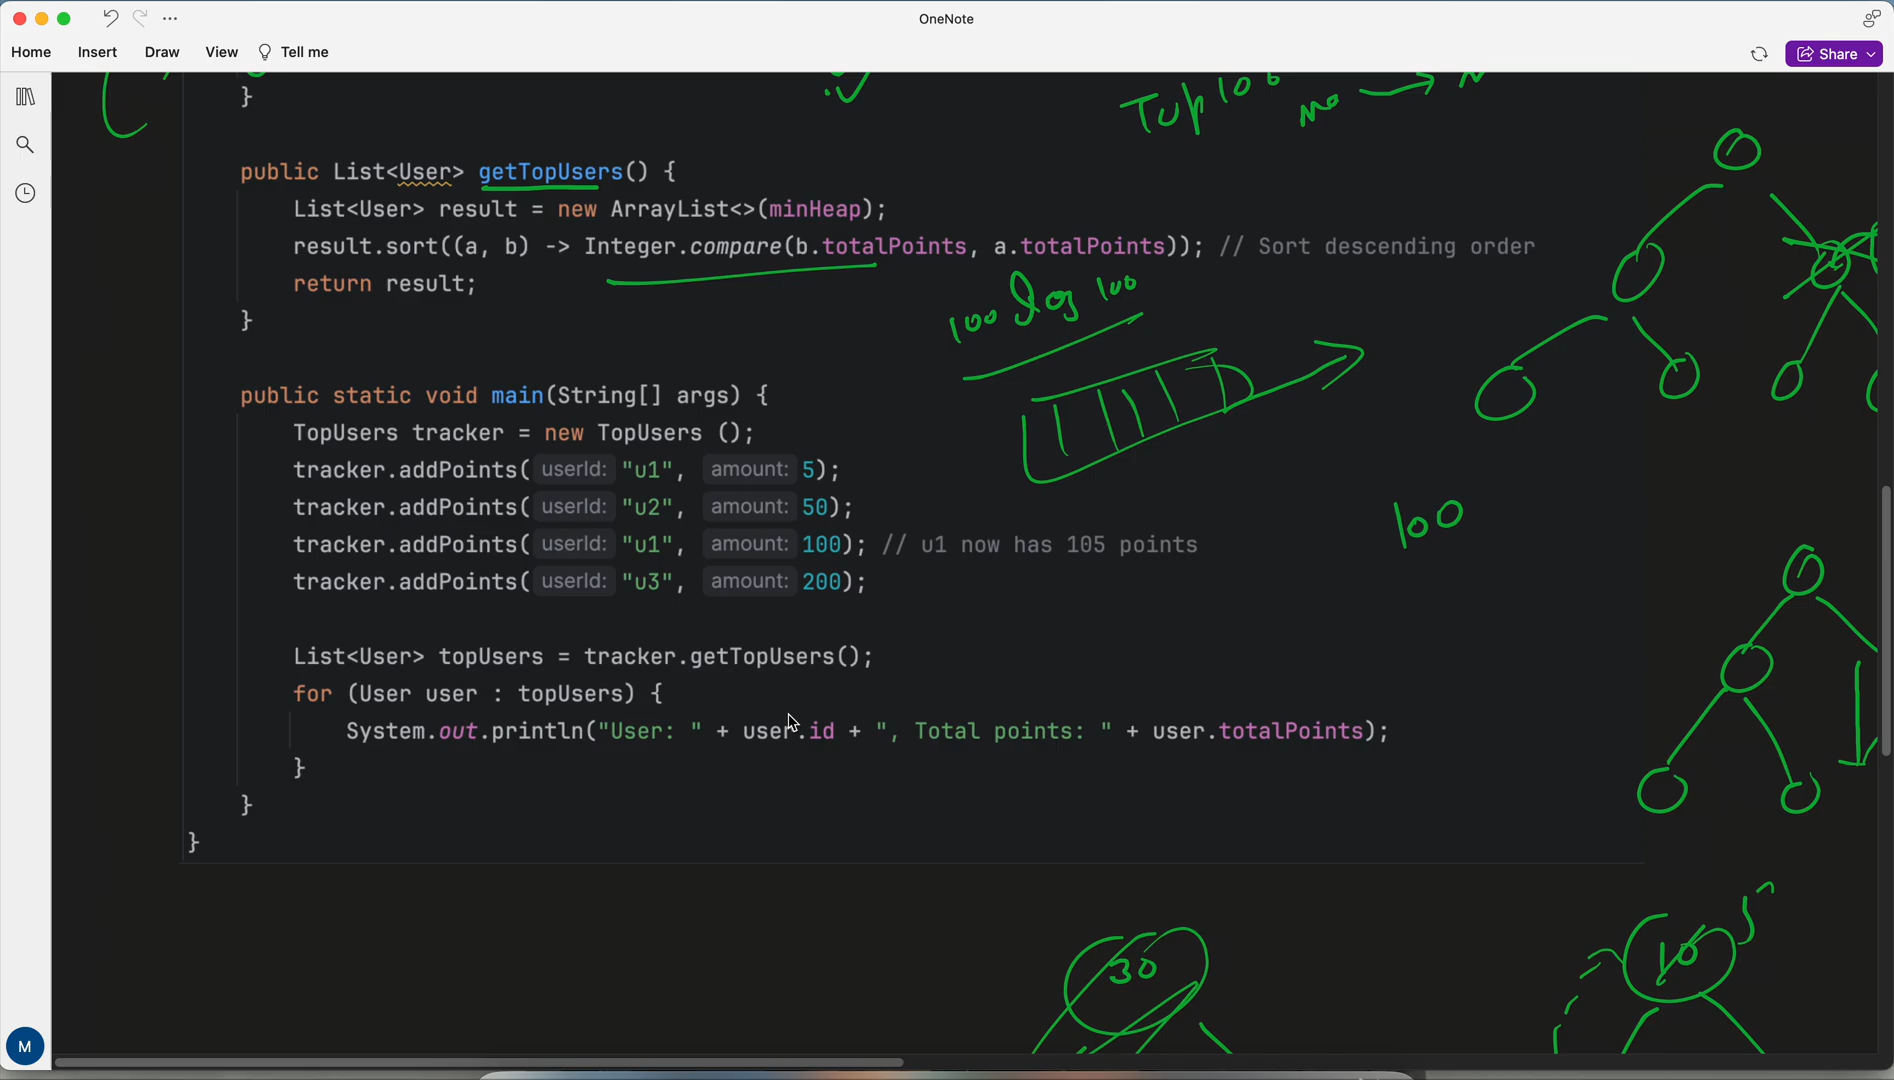 OneNote
Home Insert Draw View Tell me Share
}
Top 100
public List<User> getTopUsers() {
List<User> result = new ArrayList<>(minHeap);
result.sort((a, b) -> Integer.compare(b.totalPoints, a.totalPoints)); // Sort descending order
return result;
}
100 log 100
public static void main(String[] args) {
TopUsers tracker = new TopUsers ();
tracker.addPoints( userId: "u1", amount: 5);
tracker.addPoints( userId: "u2", amount: 50);
tracker.addPoints( userId: "u1", amount: 100); // u1 now has 105 points
tracker.addPoints( userId: "u3", amount: 200);
100
List<User> topUsers = tracker.getTopUsers();
for (User user : topUsers) {
System.out.println("User: " + user.id + ", Total points: " + user.totalPoints);
}
}
}
30
10
M